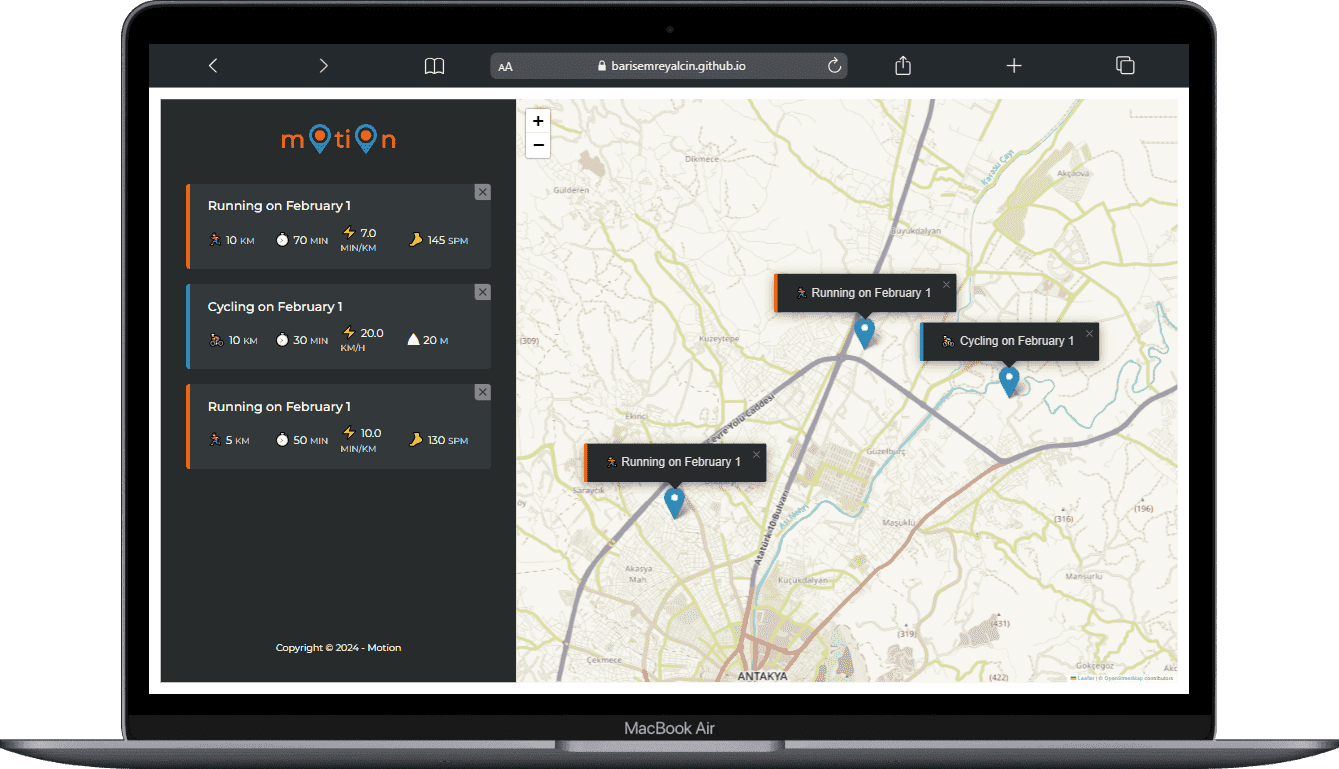 AA barisemreyalcin.github.io
motion
Running on February 1
10 KM 70 MIN 7.0 MIN/KM 145 SPM
Cycling on February 1
10 KM 30 MIN 20.0 KM/H 20 M
Running on February 1
5 KM 50 MIN 10.0 MIN/KM 130 SPM
Copyright © 2024 - Motion
+
−
Dikmece
Gülderen
Karasu Çayı
Akçaova
Büyükdalyan
Running on February 1
Cycling on February 1
(309)
Kuzeytepe
Ekinci
Çevre Yolu Caddesi
Güzelburç
Running on February 1
Saraycık
Atatürk Bulvarı
Asi Nehri
Maşuklu
(316)
(196)
Akasya
Mah
Küçükdalyan
Mansurlu
(431)
(319)
Çekmece
ANTAKYA
Gökçegöz
(422)
Leaflet | © OpenStreetMap contributors
MacBook Air